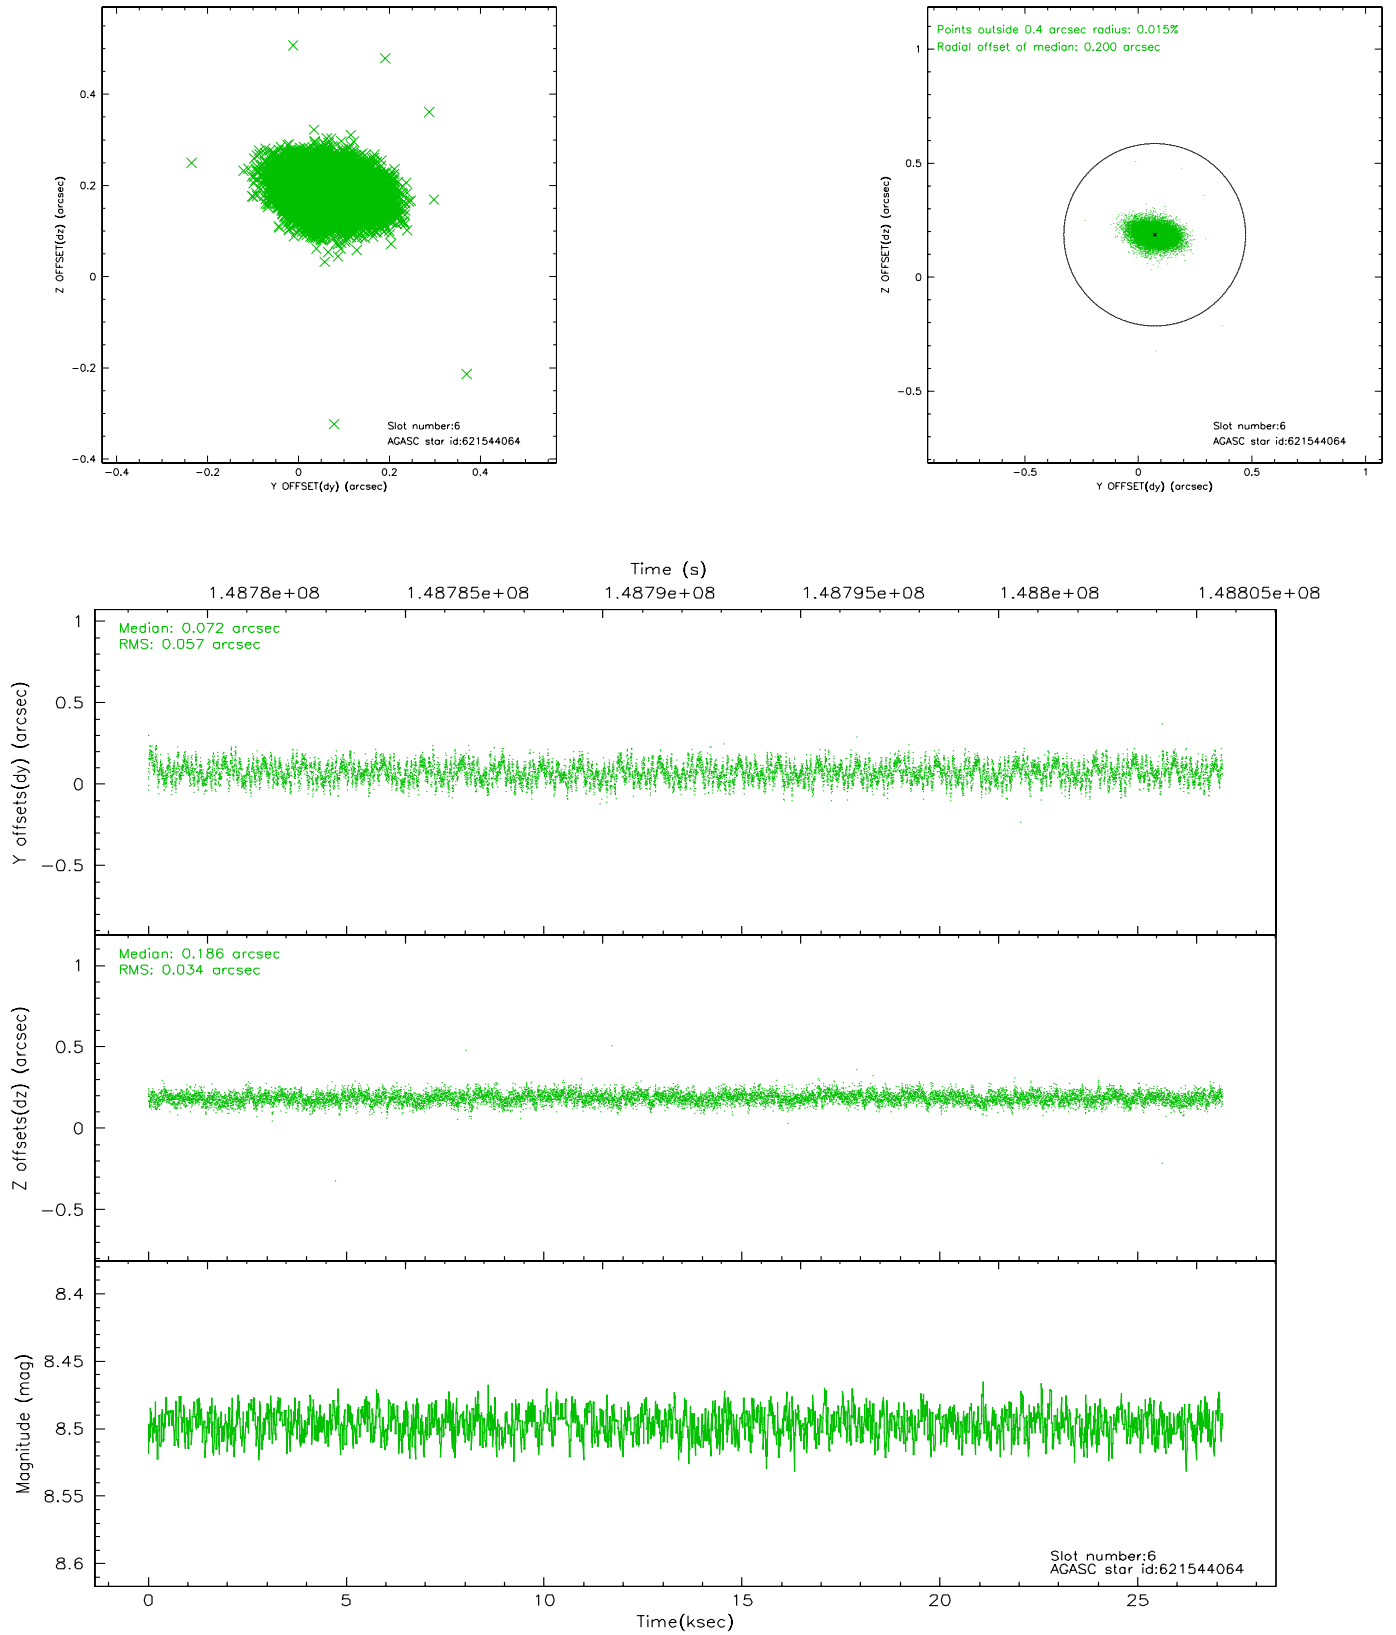 0.4
0.2
0
−0.2
−0.4
Z OFFSET(dz) (arcsec)
Slot number:6
AGASC star id:621544064
−0.4
−0.2
0
0.2
0.4
Y OFFSET(dy) (arcsec)
Points outside 0.4 arcsec radius: 0.015%
Radial offset of median: 0.200 arcsec
1
0.5
0
−0.5
Z OFFSET(dz) (arcsec)
Slot number:6
AGASC star id:621544064
−0.5
0
0.5
1
Y OFFSET(dy) (arcsec)
Time (s)
1.4878e+08
1.48785e+08
1.4879e+08
1.48795e+08
1.488e+08
1.48805e+08
Median: 0.072 arcsec
RMS: 0.057 arcsec
1
0.5
0
−0.5
Y offsets(dy) (arcsec)
Median: 0.186 arcsec
RMS: 0.034 arcsec
1
0.5
0
−0.5
Z offsets(dz) (arcsec)
8.4
8.45
8.5
8.55
8.6
Magnitude (mag)
Slot number:6
AGASC star id:621544064
0
5
10
15
20
25
Time(ksec)